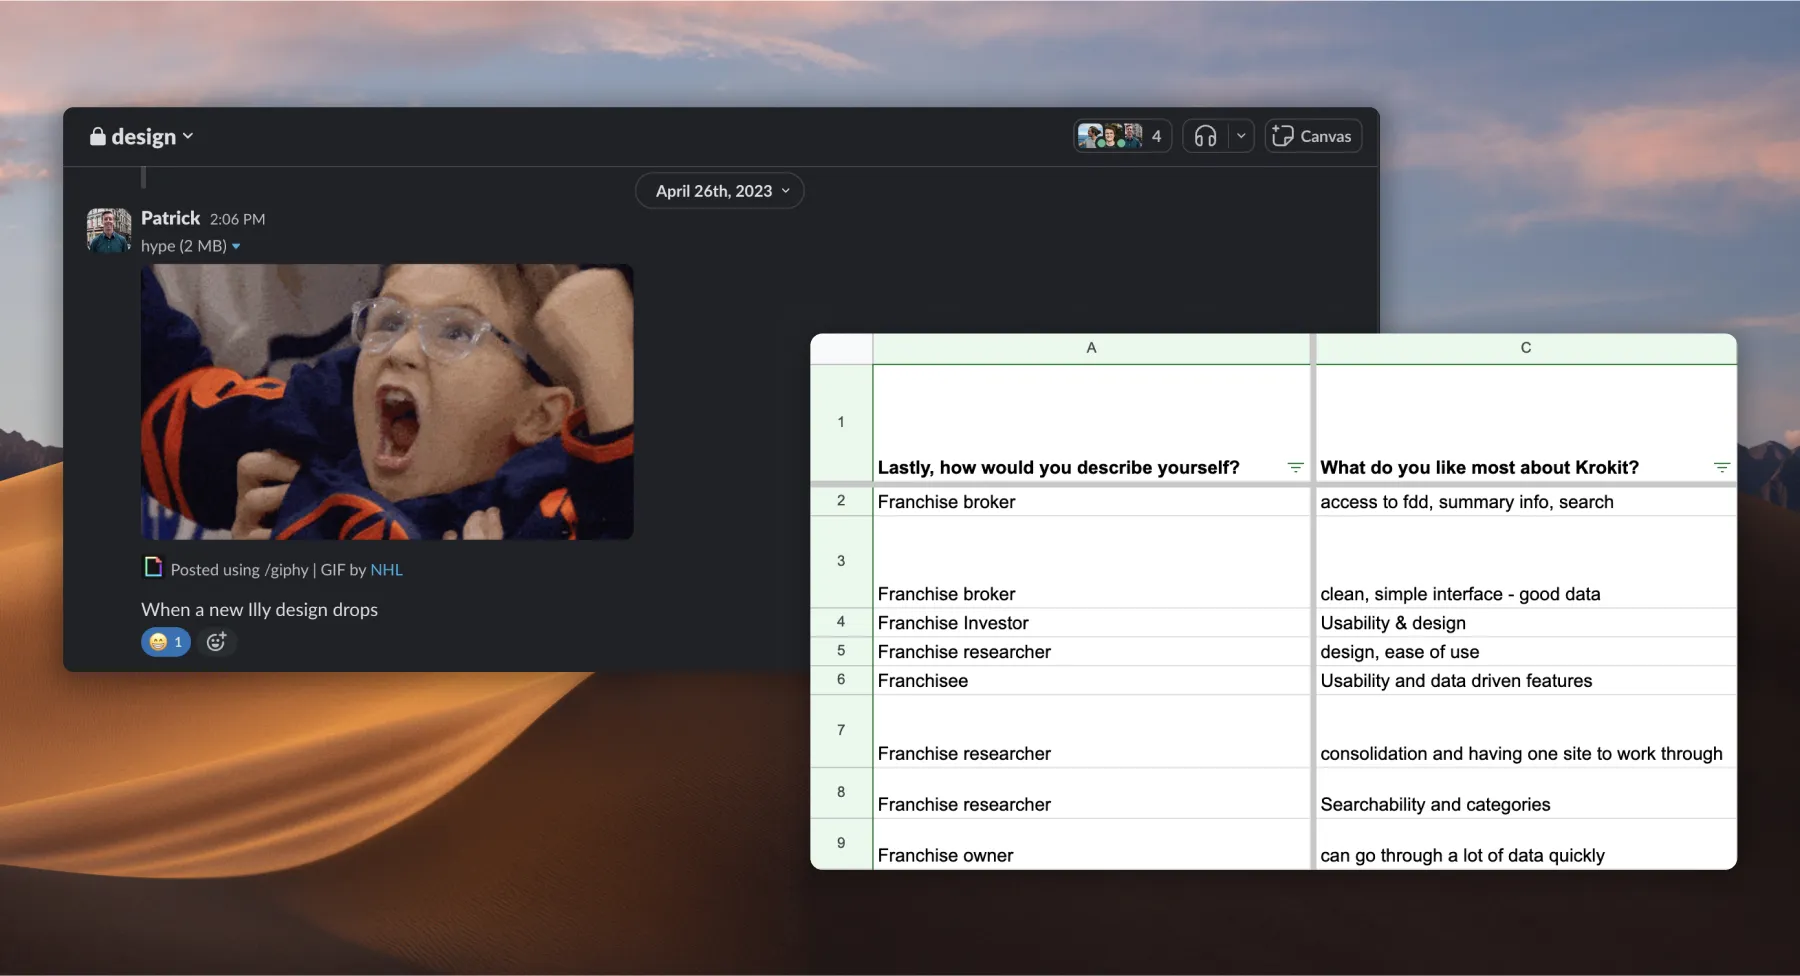 design
4
Canvas
April 26th, 2023
Patrick 2:06 PM
hype (2 MB)
Posted using /giphy | GIF by NHL
When a new Illy design drops
1
A C
1 Lastly, how would you describe yourself? What do you like most about Krokit?
2 Franchise broker access to fdd, summary info, search
3 Franchise broker clean, simple interface - good data
4 Franchise Investor Usability & design
5 Franchise researcher design, ease of use
6 Franchisee Usability and data driven features
7 Franchise researcher consolidation and having one site to work through
8 Franchise researcher Searchability and categories
9 Franchise owner can go through a lot of data quickly